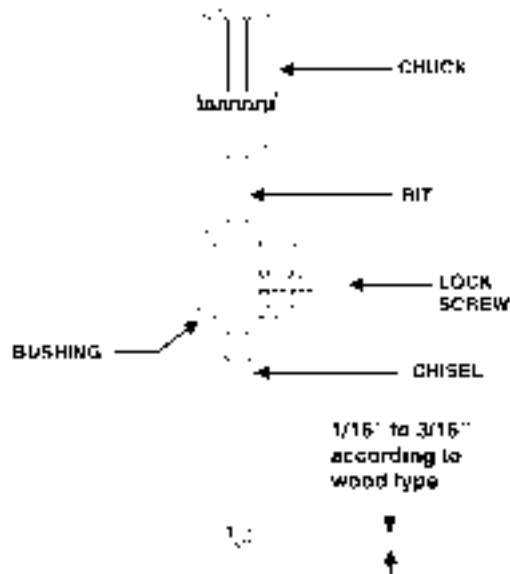 CHUCK
BIT
LOCK
SCREW
BUSHING
CHISEL
1/16" to 3/16"
according to
wood type